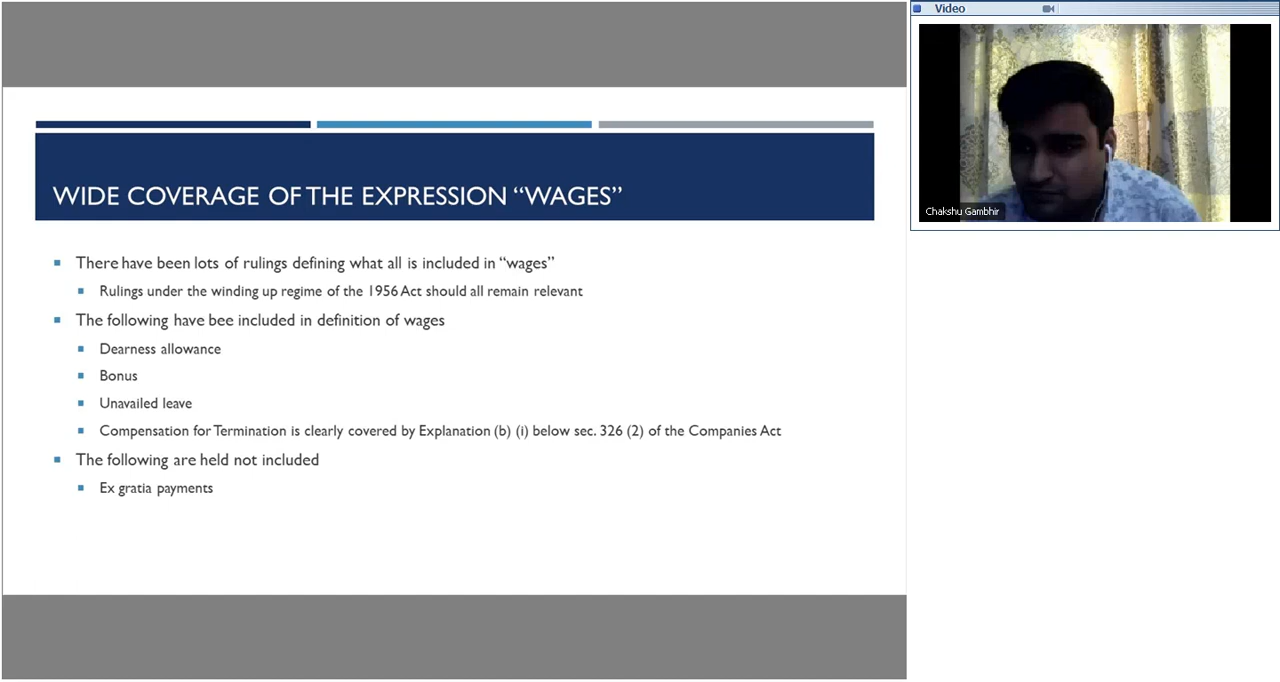 Video
Chakshu Gambhir
WIDE COVERAGE OF THE EXPRESSION “WAGES”
There have been lots of rulings defining what all is included in “wages”
Rulings under the winding up regime of the 1956 Act should all remain relevant
The following have bee included in definition of wages
Dearness allowance
Bonus
Unavailed leave
Compensation for Termination is clearly covered by Explanation (b) (i) below sec. 326 (2) of the Companies Act
The following are held not included
Ex gratia payments